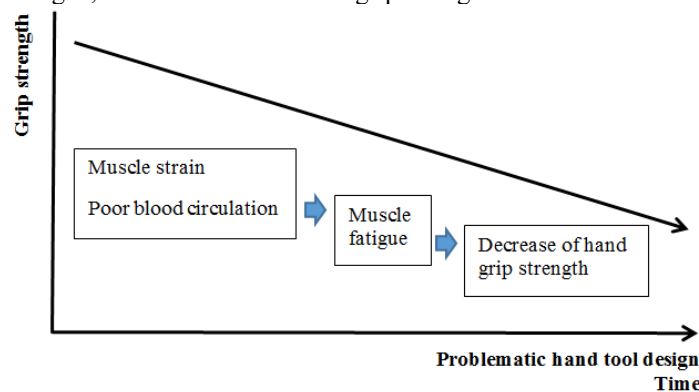 Grip strength
Muscle strain
Poor blood circulation
Muscle
fatigue
Decrease of hand
grip strength
Problematic hand tool design
Time